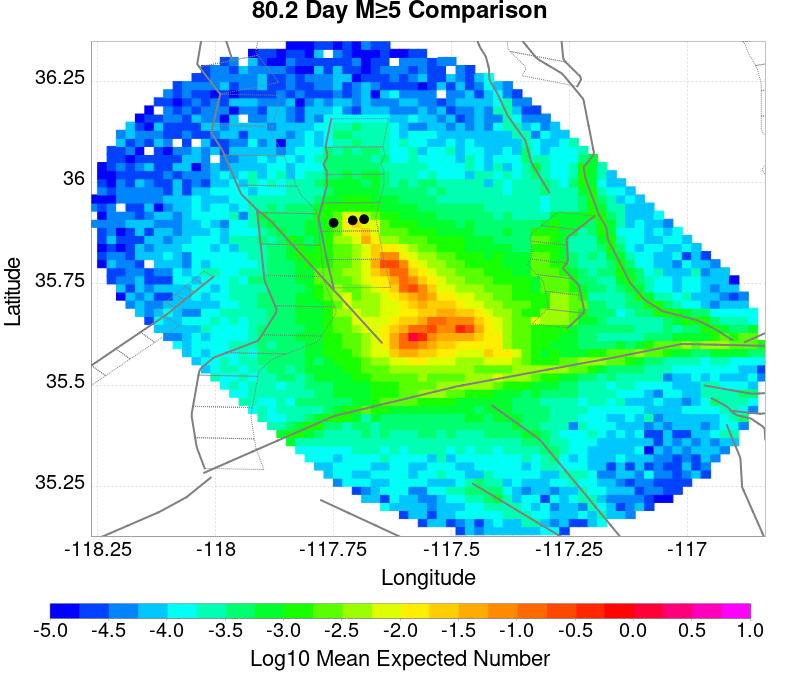 80.2 Day M≥5 Comparison
36.25
36
35.75
35.5
35.25
Latitude
-118.25 -118 -117.75 -117.5 -117.25 -117
Longitude
-5.0 -4.5 -4.0 -3.5 -3.0 -2.5 -2.0 -1.5 -1.0 -0.5 0.0 0.5 1.0
Log10 Mean Expected Number